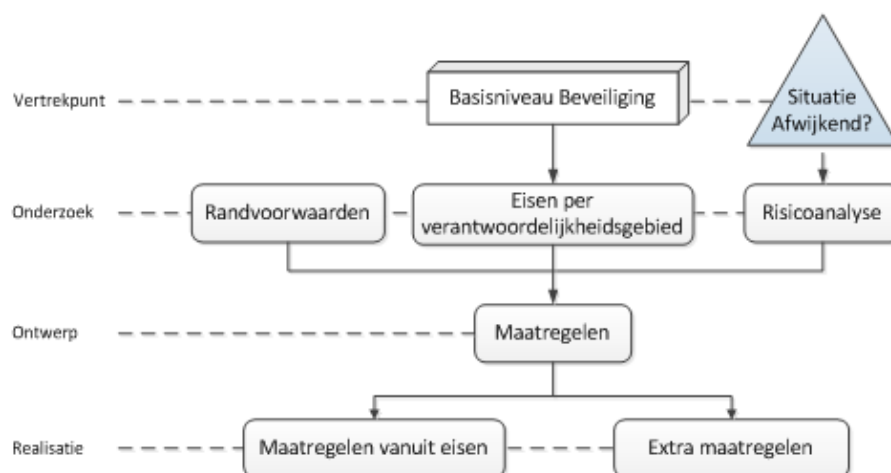 Vertrekpunt
Basisniveau Beveiliging
Situatie
Afwijkend?
Onderzoek
Randvoorwaarden
Eisen per
verantwoordelijkheidsgebied
Risicoanalyse
Ontwerp
Maatregelen
Realisatie
Maatregelen vanuit eisen
Extra maatregelen